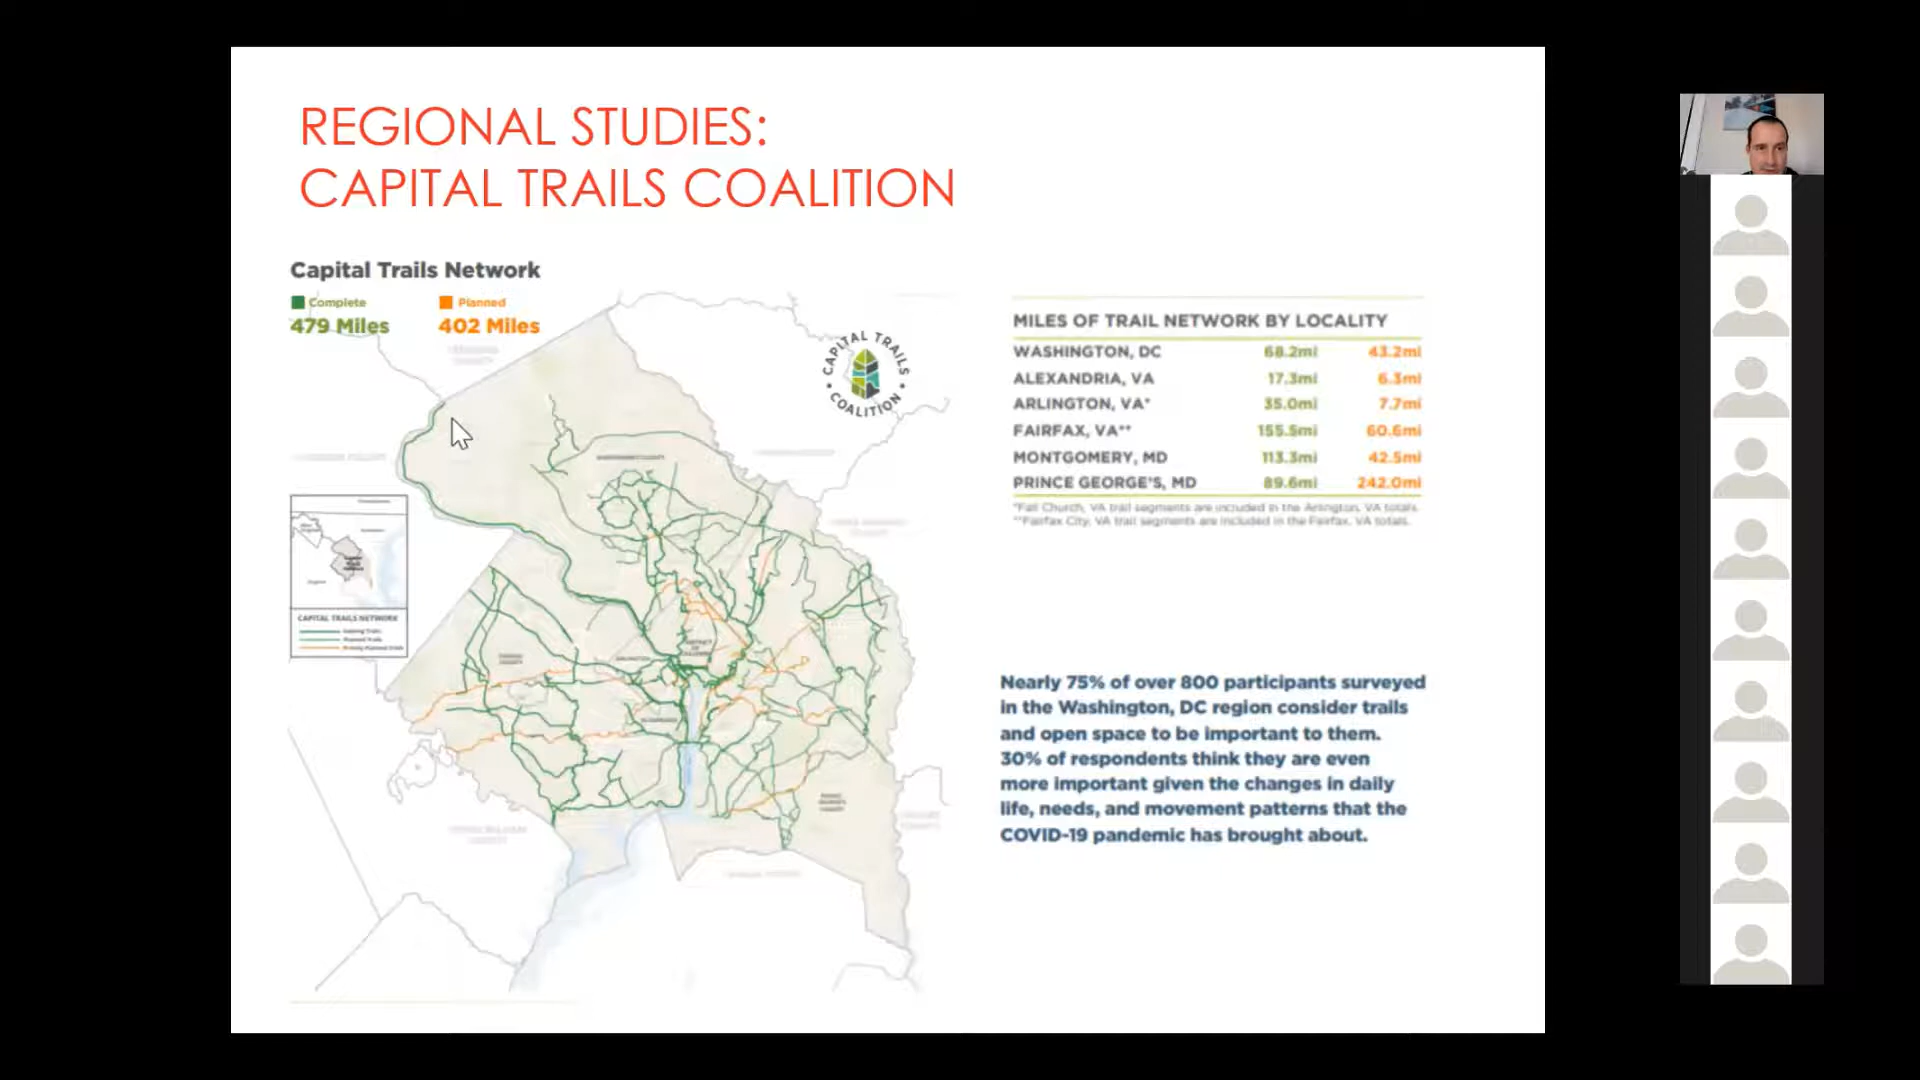 REGIONAL STUDIES:
CAPITAL TRAILS COALITION
Capital Trails Network
Complete
Planned
479 Miles
402 Miles
CAPITAL TRAILS
COALITION
CAPITAL TRAILS NETWORK
MILES OF TRAIL NETWORK BY LOCALITY
WASHINGTON, DC 68.2mi 43.2mi
ALEXANDRIA, VA 17.3mi 6.3mi
ARLINGTON, VA* 35.0mi 7.7mi
FAIRFAX, VA** 155.5mi 60.6mi
MONTGOMERY, MD 113.3mi 42.5mi
PRINCE GEORGE'S, MD 89.6mi 242.0mi
*Fall Church, VA trail segments are included in the Arlington, VA totals.
**Fairfax City, VA trail segments are included in the Fairfax, VA totals.
Nearly 75% of over 800 participants surveyed
in the Washington, DC region consider trails
and open space to be important to them.
30% of respondents think they are even
more important given the changes in daily
life, needs, and movement patterns that the
COVID-19 pandemic has brought about.